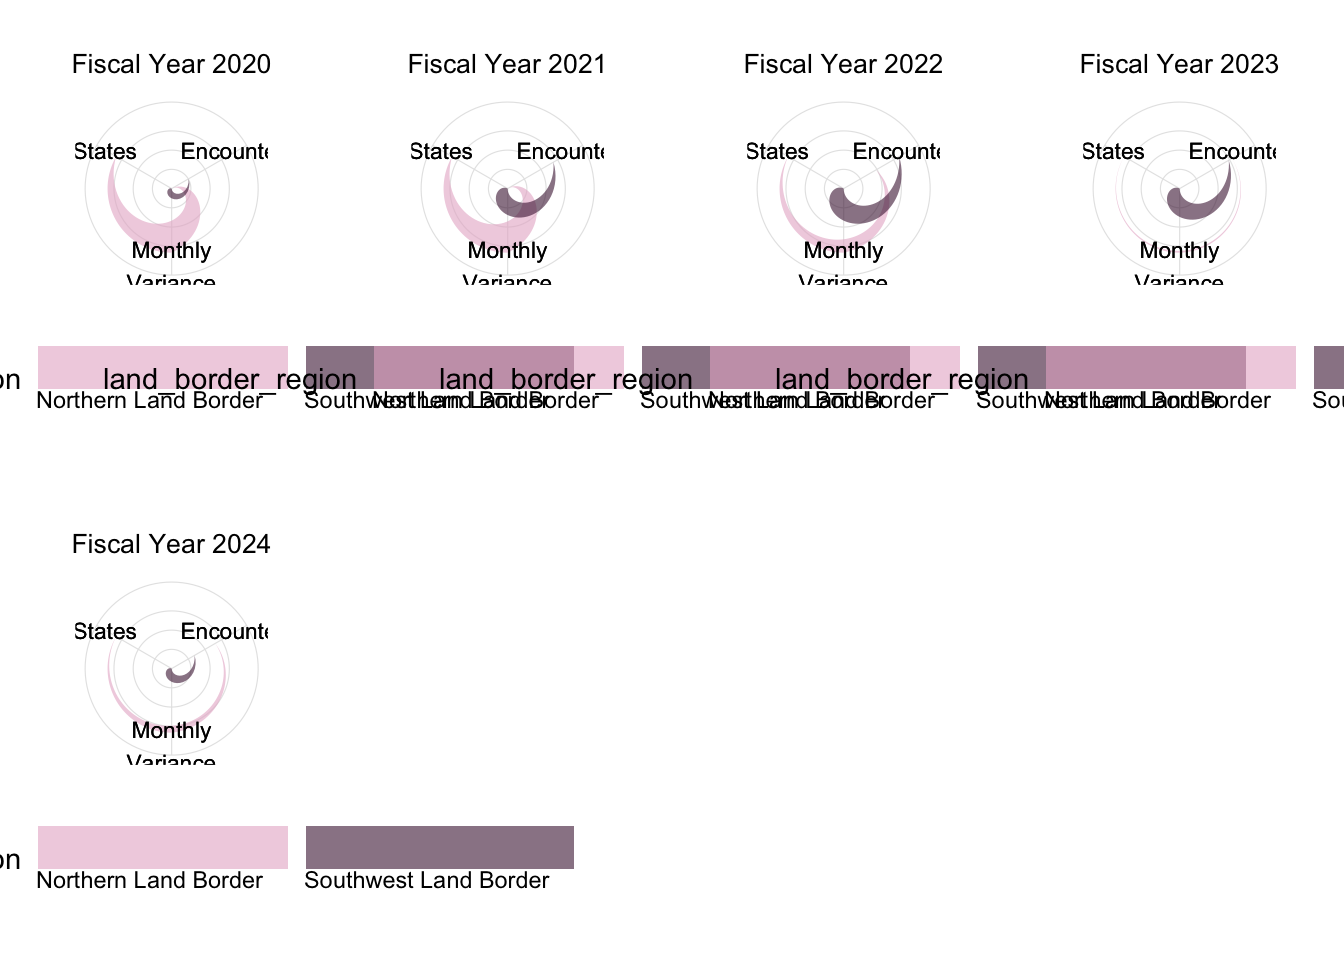 Fiscal Year 2020 Fiscal Year 2021 Fiscal Year 2022 Fiscal Year 2023
States Encounte States Encounte States Encounte States Encounte
Monthly Monthly Monthly Monthly
Variance Variance Variance Variance
on land_border_region land_border_region land_border_region
Northern Land Border Southwest Land Border Northern Land Border Southwest Land Border Northern Land Border Southwest Land Border Northern Land Border Sou
Fiscal Year 2024
States Encounte
Monthly
Variance
on
Northern Land Border Southwest Land Border